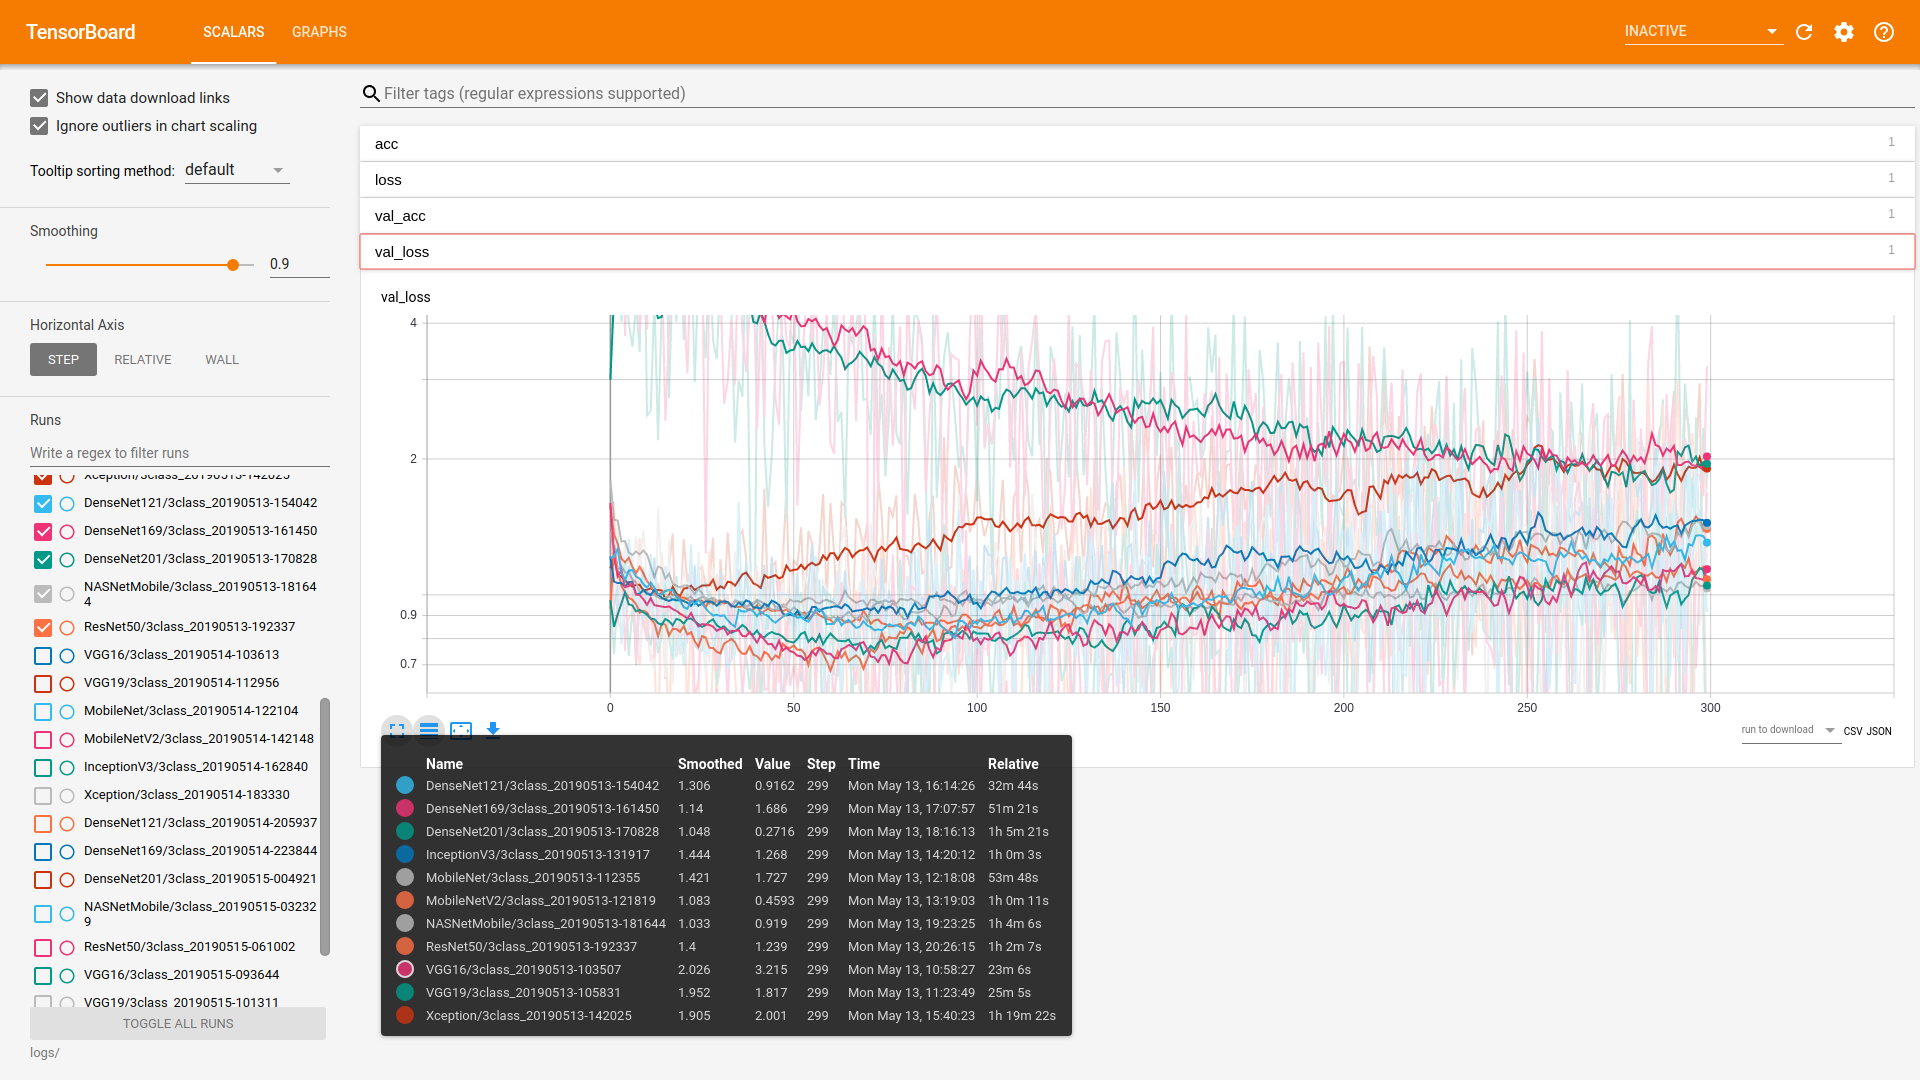 TensorBoard SCALARS GRAPHS INACTIVE
Show data download links
Ignore outliers in chart scaling
Tooltip sorting method: default
Smoothing
0.9
Horizontal Axis
STEP RELATIVE WALL
Runs
Write a regex to filter runs
Xception/3class_20190513-142025
DenseNet121/3class_20190513-154042
DenseNet169/3class_20190513-161450
DenseNet201/3class_20190513-170828
NASNetMobile/3class_20190513-18164
4
ResNet50/3class_20190513-192337
VGG16/3class_20190514-103613
VGG19/3class_20190514-112956
MobileNet/3class_20190514-122104
MobileNetV2/3class_20190514-142148
InceptionV3/3class_20190514-162840
Xception/3class_20190514-183330
DenseNet121/3class_20190514-205937
DenseNet169/3class_20190514-223844
DenseNet201/3class_20190515-004921
NASNetMobile/3class_20190515-03232
9
ResNet50/3class_20190515-061002
VGG16/3class_20190515-093644
VGG19/3class_20190515-101311
TOGGLE ALL RUNS
logs/
Filter tags (regular expressions supported)
acc 1
loss 1
val_acc 1
val_loss 1
val_loss
4
2
0.9
0.7
0 50 100 150 200 250 300
run to download CSV JSON
Name Smoothed Value Step Time Relative
DenseNet121/3class_20190513-154042 1.306 0.9162 299 Mon May 13, 16:14:26 32m 44s
DenseNet169/3class_20190513-161450 1.14 1.686 299 Mon May 13, 17:07:57 51m 21s
DenseNet201/3class_20190513-170828 1.048 0.2716 299 Mon May 13, 18:16:13 1h 5m 21s
InceptionV3/3class_20190513-131917 1.444 1.268 299 Mon May 13, 14:20:12 1h 0m 3s
MobileNet/3class_20190513-112355 1.421 1.727 299 Mon May 13, 12:18:08 53m 48s
MobileNetV2/3class_20190513-121819 1.083 0.4593 299 Mon May 13, 13:19:03 1h 0m 11s
NASNetMobile/3class_20190513-181644 1.033 0.919 299 Mon May 13, 19:23:25 1h 4m 6s
ResNet50/3class_20190513-192337 1.4 1.239 299 Mon May 13, 20:26:15 1h 2m 7s
VGG16/3class_20190513-103507 2.026 3.215 299 Mon May 13, 10:58:27 23m 6s
VGG19/3class_20190513-105831 1.952 1.817 299 Mon May 13, 11:23:49 25m 5s
Xception/3class_20190513-142025 1.905 2.001 299 Mon May 13, 15:40:23 1h 19m 22s